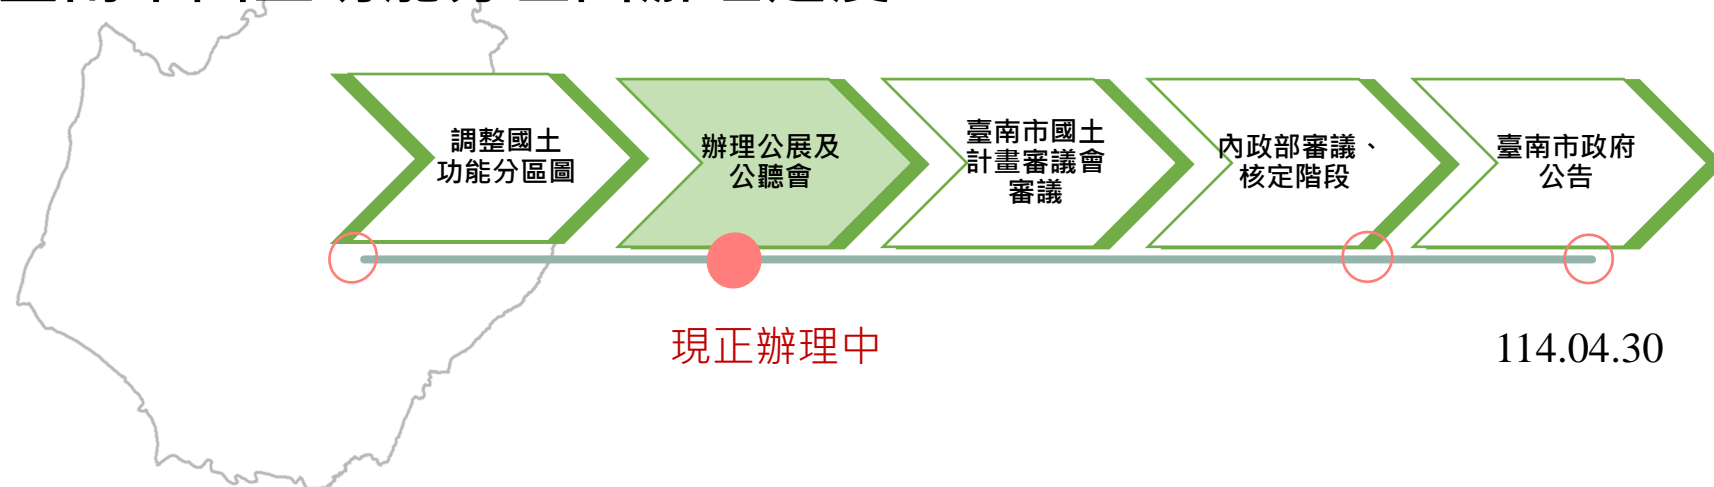 調整國土
功能分區圖
辦理公展及
公聽會
臺南市國土
計畫審議會
審議
內政部審議、
核定階段
臺南市政府
公告
現正辦理中
114.04.30